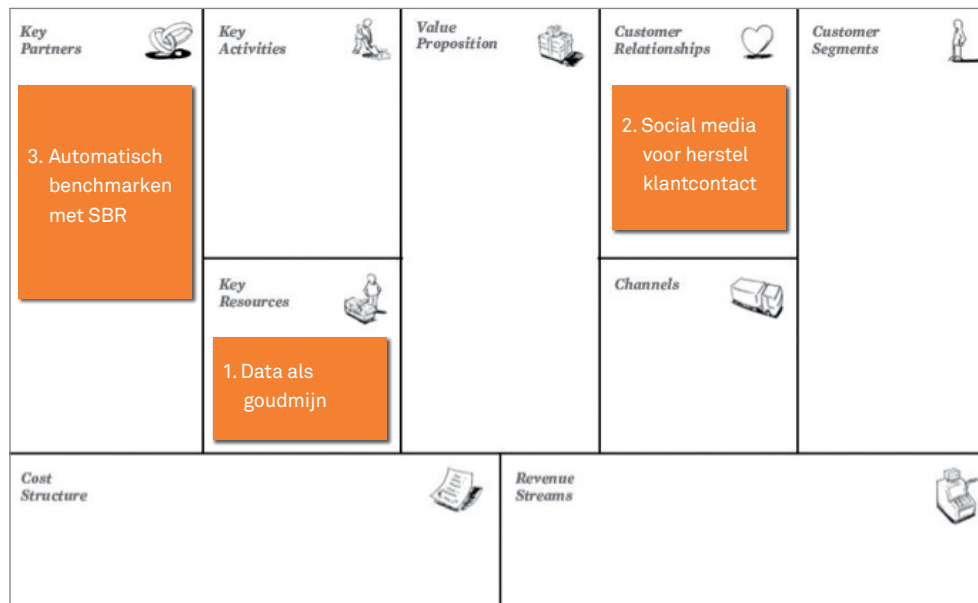 Key
Partners
3. Automatisch
benchmarken
met SBR
Key
Activities
Key
Resources
1. Data als
goudmijn
Value
Proposition
Customer
Relationships
2. Social media
voor herstel
klantcontact
Channels
Customer
Segments
Cost
Structure
Revenue
Streams